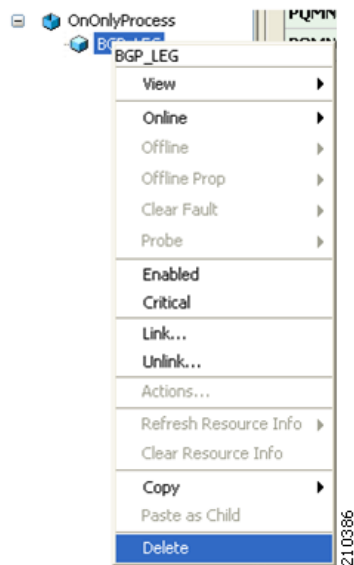 OnOnlyProcess
PQMN
BGP_LEG
View
Online
Offline
Offline Prop
Clear Fault
Probe
Enabled
Critical
Link...
Unlink...
Actions...
Refresh Resource Info
Clear Resource Info
Copy
Paste as Child
Delete
210386